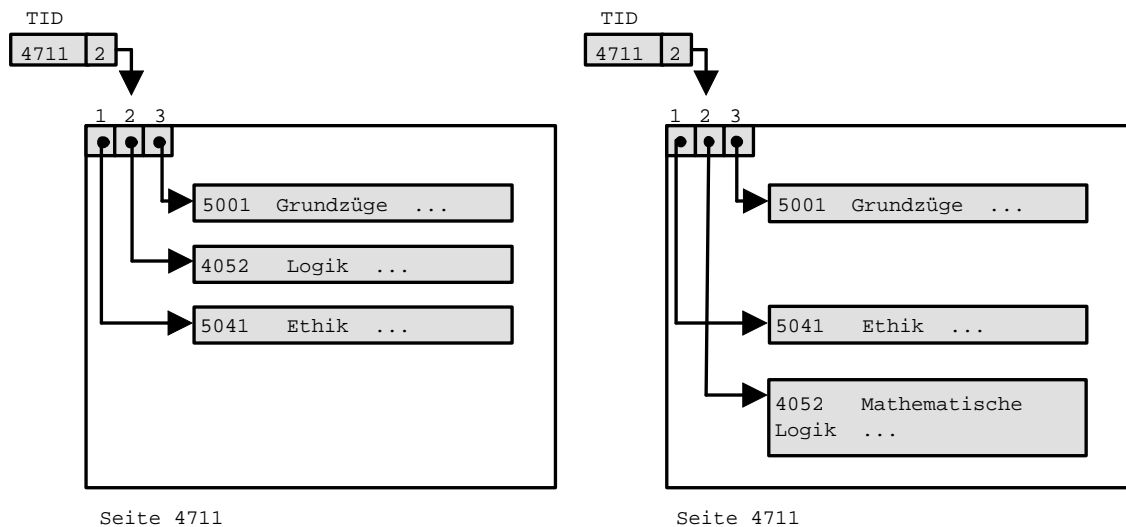 TID
4711 2
1 2 3
5001 Grundzüge ...
4052 Logik ...
5041 Ethik ...
Seite 4711
TID
4711 2
1 2 3
5001 Grundzüge ...
5041 Ethik ...
4052 Mathematische
Logik ...
Seite 4711